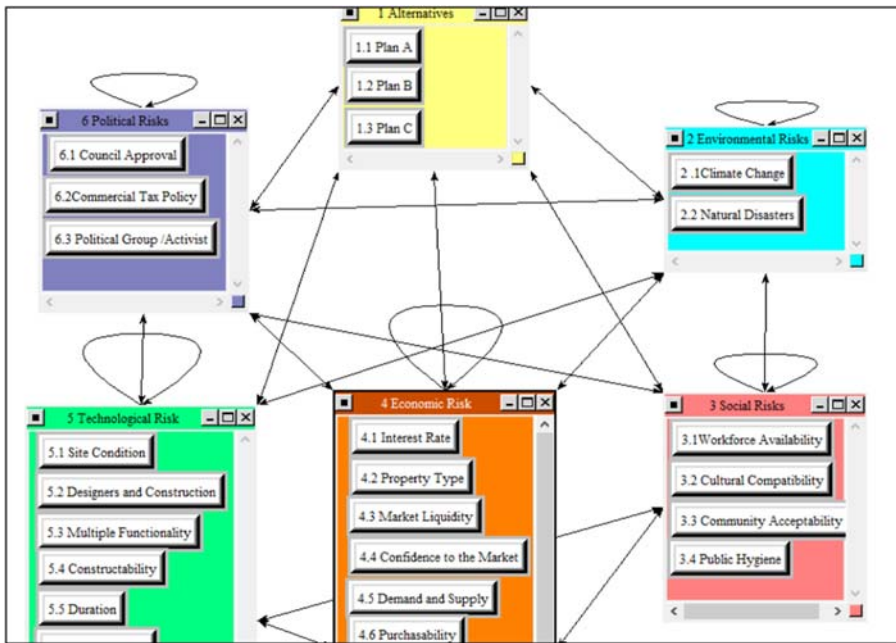 1 Alternatives
1.1 Plan A
1.2 Plan B
1.3 Plan C
6 Political Risks
6.1 Council Approval
6.2Commercial Tax Policy
6.3 Political Group /Activist
2 Environmental Risks
2 .1Climate Change
2.2 Natural Disasters
5 Technological Risk
5.1 Site Condition
5.2 Designers and Construction
5.3 Multiple Functionality
5.4 Constructability
5.5 Duration
4 Economic Risk
4.1 Interest Rate
4.2 Property Type
4.3 Market Liquidity
4.4 Confidence to the Market
4.5 Demand and Supply
4.6 Purchasability
3 Social Risks
3.1Workforce Availability
3.2 Cultural Compatibility
3.3 Community Acceptability
3.4 Public Hygiene